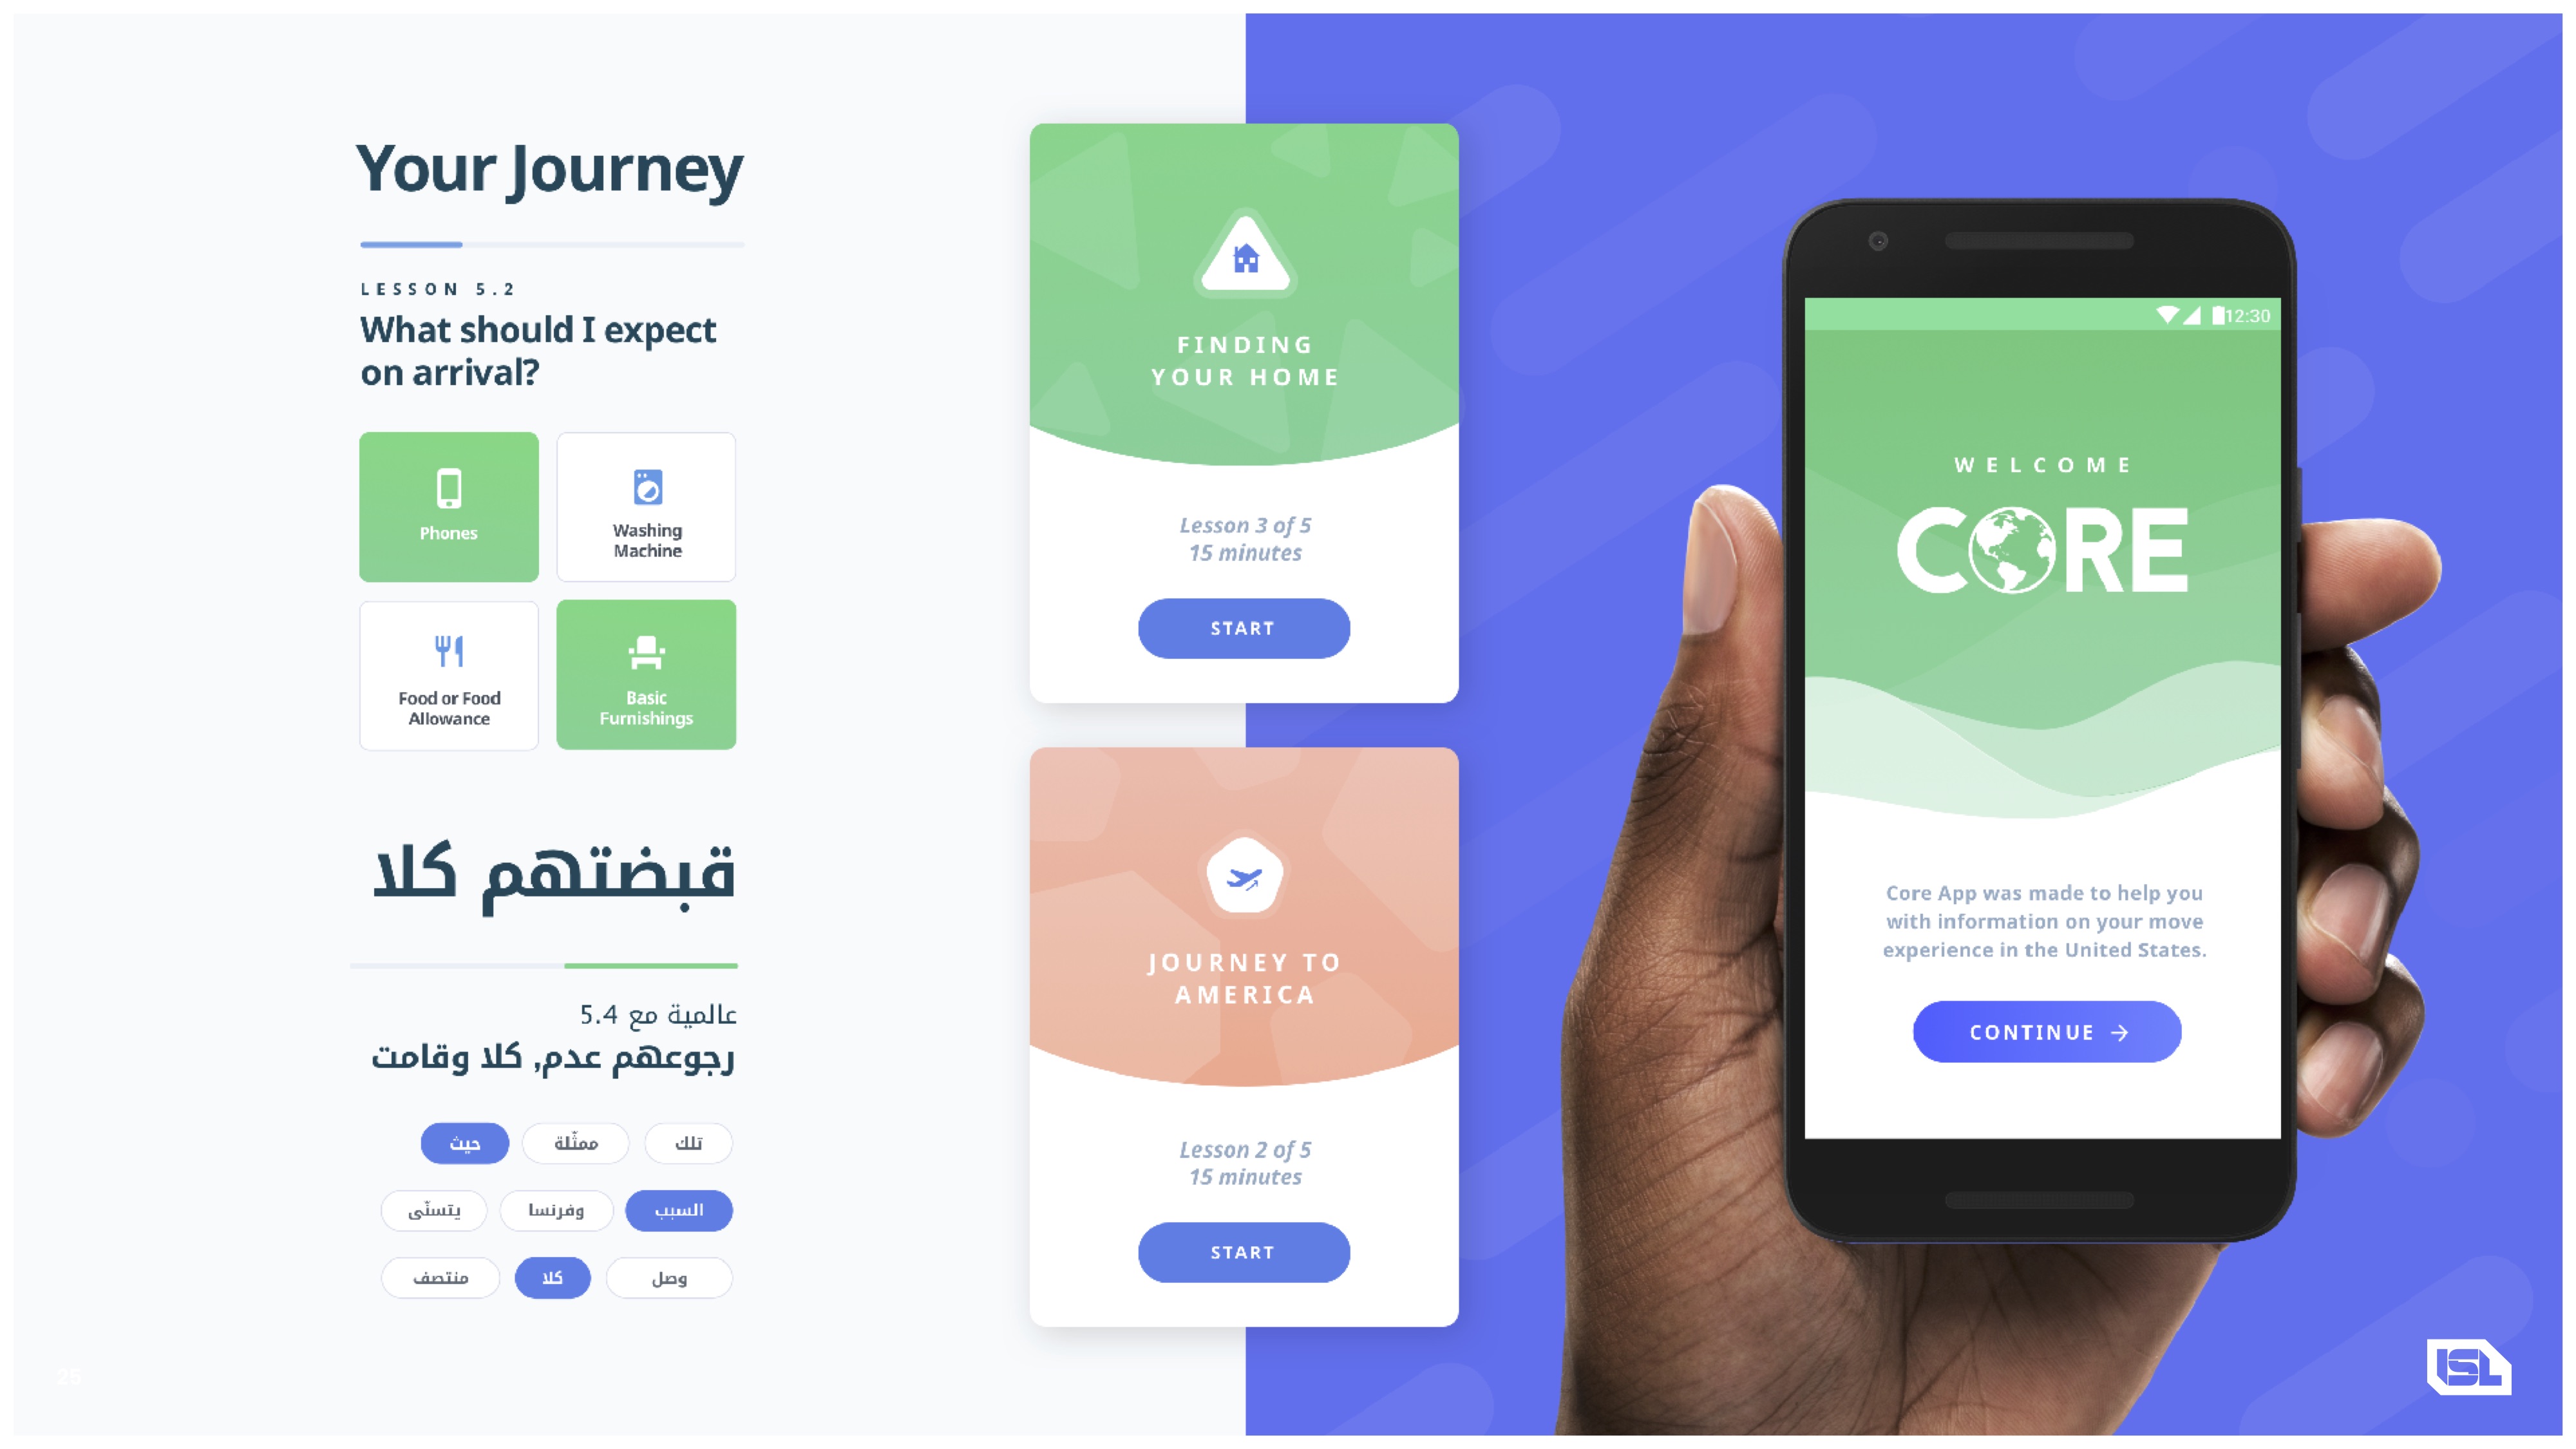 Your Journey
LESSON 5.2
What should I expect
on arrival?
Phones
Washing
Machine
Food or Food
Allowance
Basic
Furnishings
قبضتهم كلا
عالمية مع 5.4
رجوعهم عدم, كلا وقامت
تلك
ممثّلة
حيث
السبب
وفرنسا
يتسنّى
وصل
كلا
منتصف
FINDING
YOUR HOME
Lesson 3 of 5
15 minutes
START
JOURNEY TO
AMERICA
Lesson 2 of 5
15 minutes
START
12:30
WELCOME
CORE
Core App was made to help you
with information on your move
experience in the United States.
CONTINUE →
25
ISL